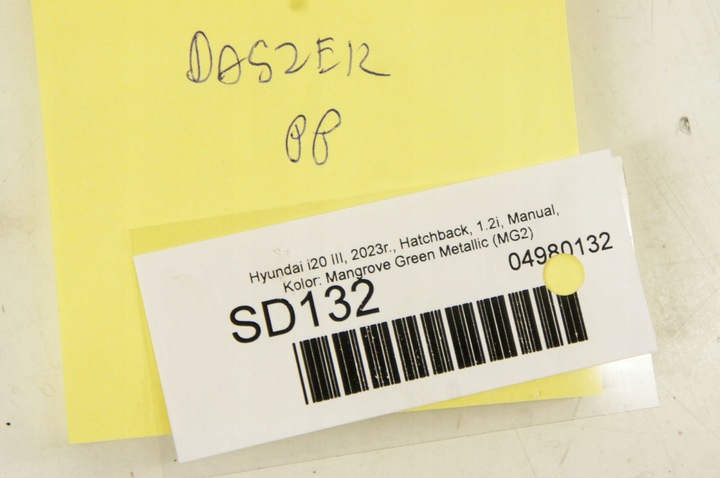 DASZEK
PP
Hyundai i20 III, 2023r., Hatchback, 1.2i, Manual,
Kolor: Mangrove Green Metallic (MG2)
04980132
SD132